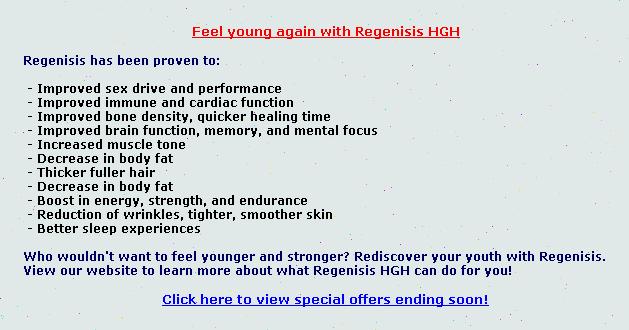 Feel young again with Regenisis HGH
Regenisis has been proven to:
- Improved sex drive and performance
- Improved immune and cardiac function
- Improved bone density, quicker healing time
- Improved brain function, memory, and mental focus
- Increased muscle tone
- Decrease in body fat
- Thicker fuller hair
- Decrease in body fat
- Boost in energy, strength, and endurance
- Reduction of wrinkles, tighter, smoother skin
- Better sleep experiences
Who wouldn't want to feel younger and stronger? Rediscover your youth with Regenisis.
View our website to learn more about what Regenisis HGH can do for you!
Click here to view special offers ending soon!